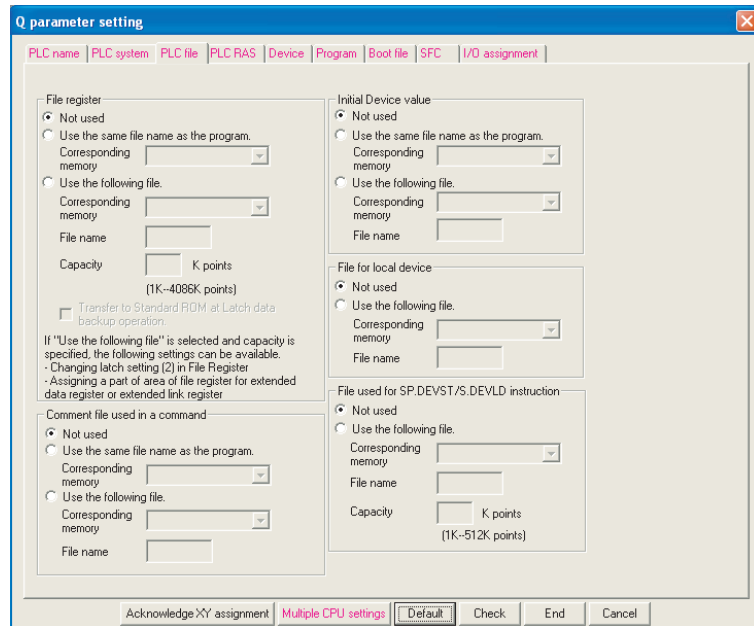 Q parameter setting
PLC name PLC system PLC file PLC RAS Device Program Boot file SFC I/O assignment
File register
Not used
Use the same file name as the program.
Corresponding
memory
Use the following file.
Corresponding
memory
File name
Capacity K points
(1K--4086K points)
Transfer to Standard ROM at Latch data
backup operation.
If "Use the following file" is selected and capacity is
specified, the following settings can be available.
- Changing latch setting (2) in File Register
- Assigning a part of area of file register for extended
data register or extended link register
Comment file used in a command
Not used
Use the same file name as the program.
Corresponding
memory
Use the following file.
Corresponding
memory
File name
Initial Device value
Not used
Use the same file name as the program.
Corresponding
memory
Use the following file.
Corresponding
memory
File name
File for local device
Not used
Use the following file.
Corresponding
memory
File name
File used for SP.DEVST/S.DEVLD instruction
Not used
Use the following file.
Corresponding
memory
File name
Capacity K points
(1K--512K points)
Acknowledge XY assignment Multiple CPU settings Default Check End Cancel